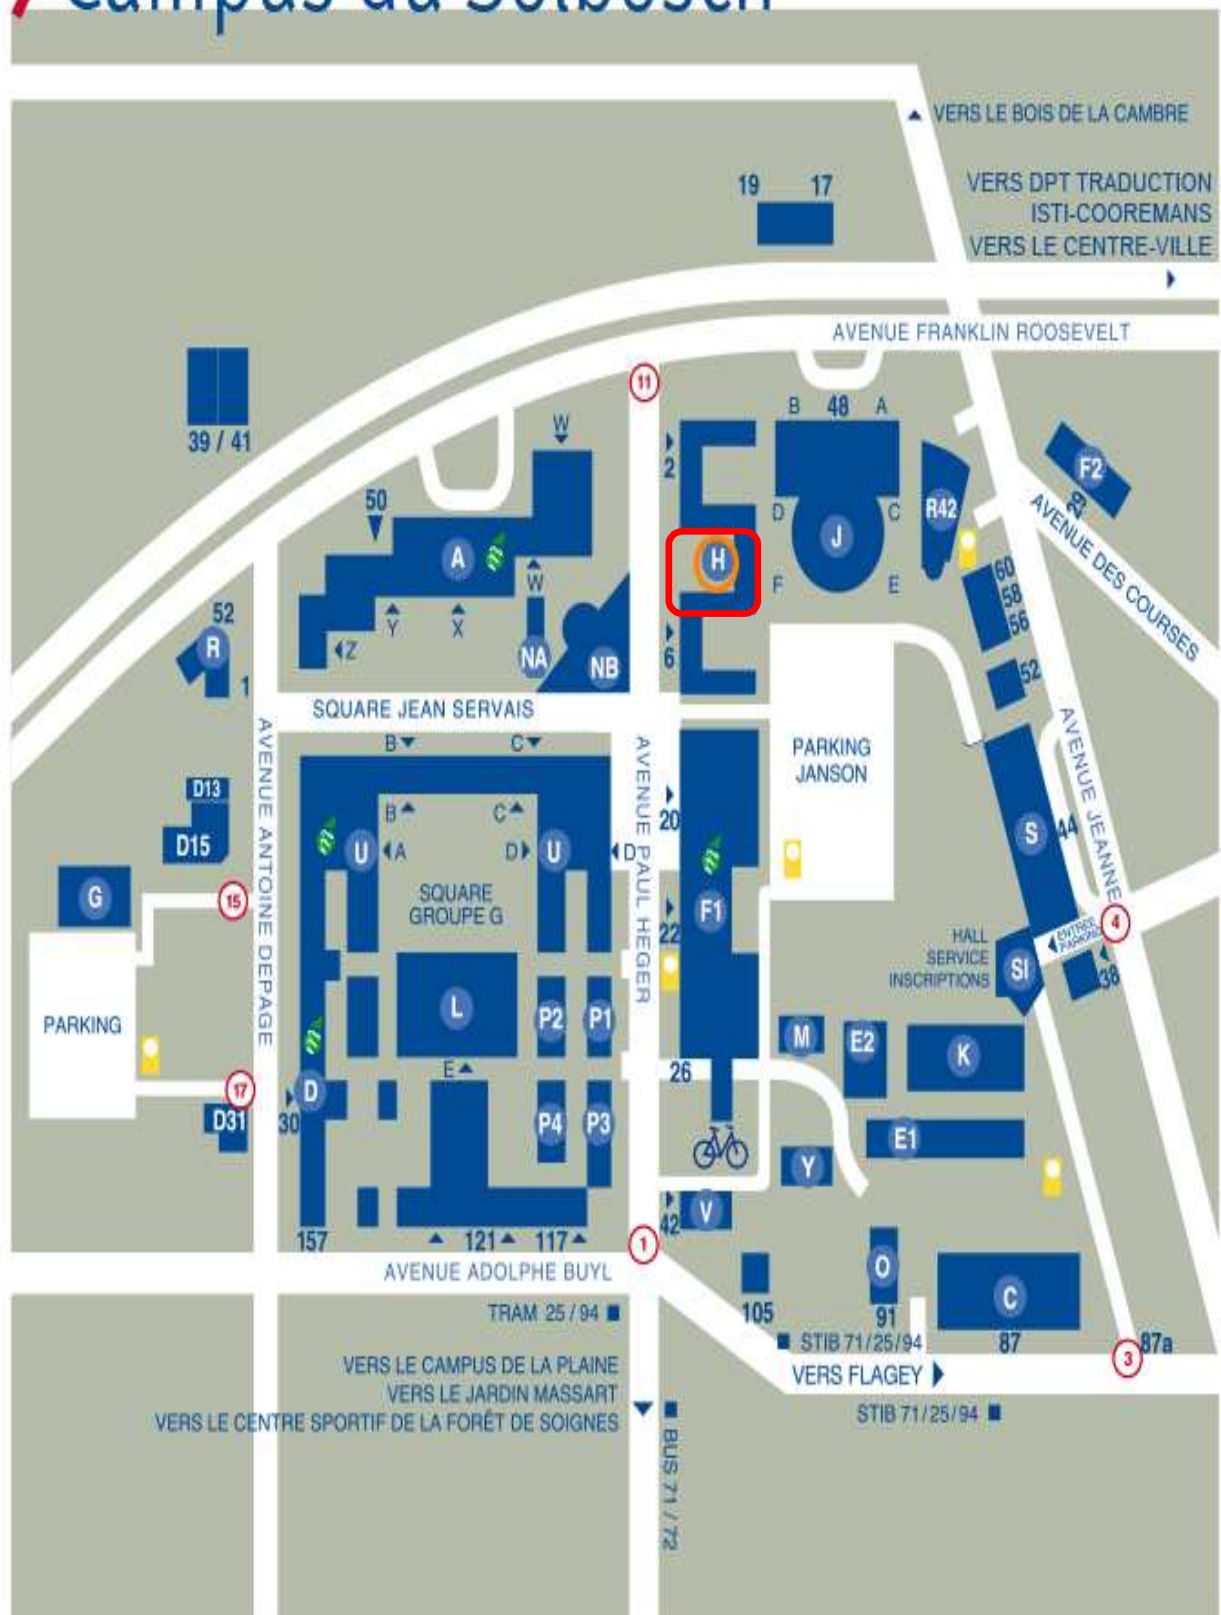 Campus du Solbosch
VERS LE BOIS DE LA CAMBRE
19 17
VERS DPT TRADUCTION
ISTI-COOREMANS
VERS LE CENTRE-VILLE
AVENUE FRANKLIN ROOSEVELT
11
39 / 41
B 48 A
W
2
F2
29
50
R42
D
C
J
A
H
AVENUE DES COURSES
W
F
E
60
58
56
52
Y
X
R
Z
6
NA
NB
52
1
SQUARE JEAN SERVAIS
B
C
AVENUE ANTOINE DEPAGE
AVENUE PAUL HEGER
AVENUE JEANNE
PARKING
JANSON
D13
B
C
20
D15
U
A
D
U
D
S
44
SQUARE
GROUPE G
G
15
F1
22
4
ENTRÉE
PARKING
HALL
SERVICE
INSCRIPTIONS
SI
38
L
P2
P1
PARKING
M
E2
K
E
26
17
D
D31
30
P4
P3
E1
Y
42
V
157
121
117
1
AVENUE ADOLPHE BUYL
O
C
105
91
87
87a
TRAM 25 / 94
STIB 71/25/94
3
VERS LE CAMPUS DE LA PLAINE
VERS FLAGEY
VERS LE JARDIN MASSART
VERS LE CENTRE SPORTIF DE LA FORÊT DE SOIGNES
STIB 71/25/94
BUS 71 / 72